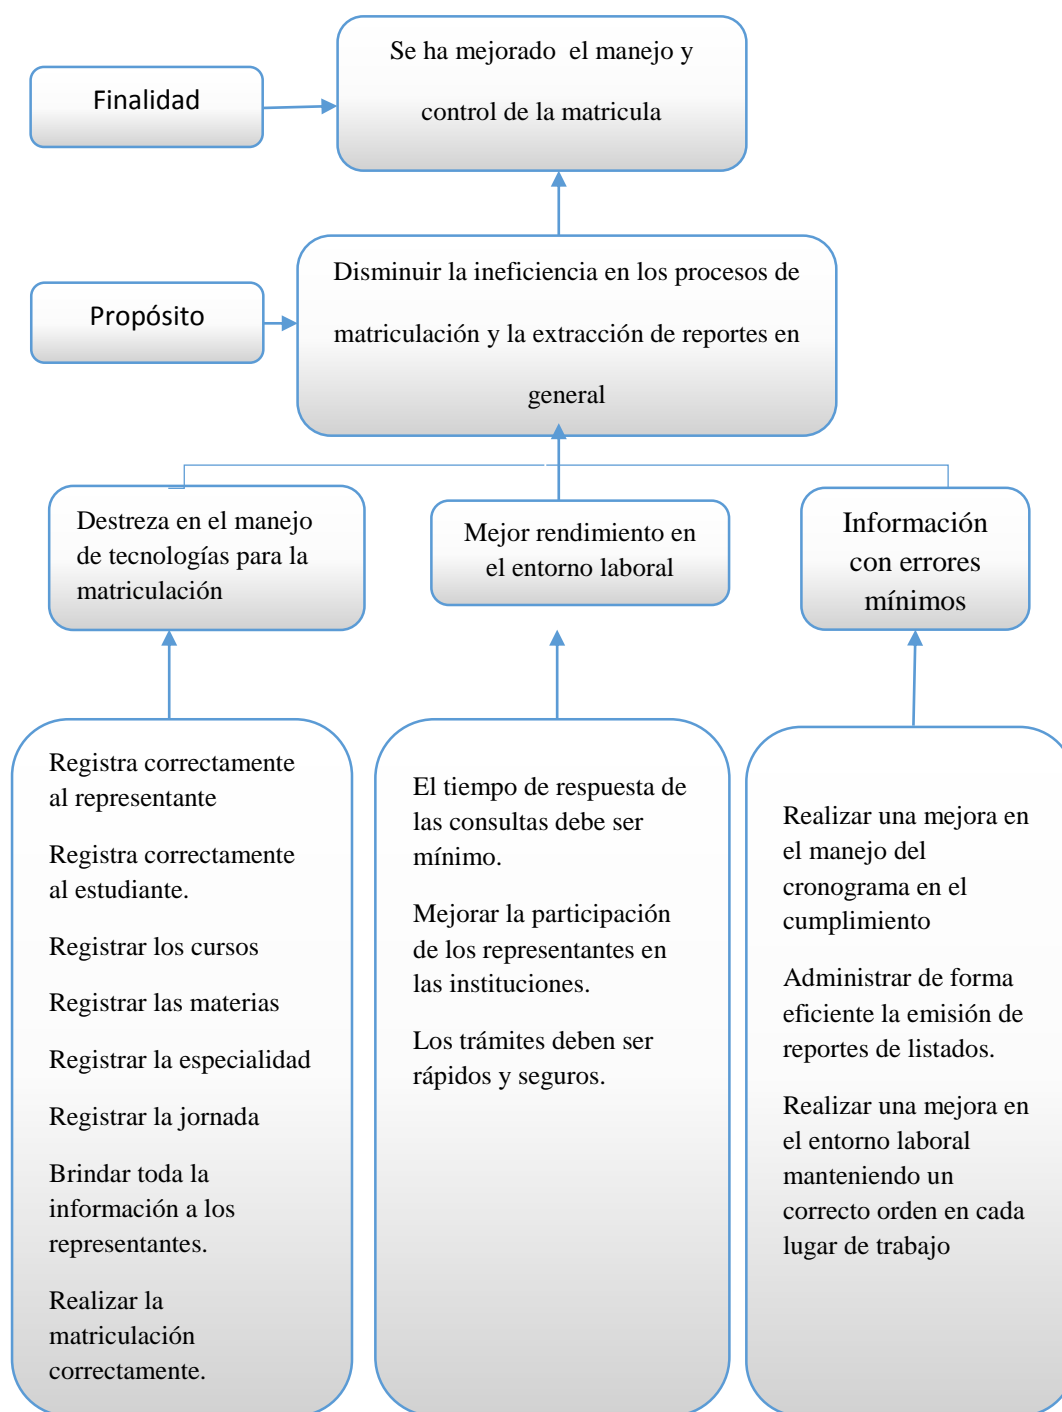 Se ha mejorado  el manejo y
control de la matricula
Finalidad
Disminuir la ineficiencia en los procesos de
matriculación y la extracción de reportes en
general
Propósito
Destreza en el manejo
de tecnologías para la
matriculación
Mejor rendimiento en
el entorno laboral
Información
con errores
mínimos
Registra correctamente
al representante
Registra correctamente
al estudiante.
Registrar los cursos
Registrar las materias
Registrar la especialidad
Registrar la jornada
Brindar toda la
información a los
representantes.
Realizar la
matriculación
correctamente.
El tiempo de respuesta de
las consultas debe ser
mínimo.
Mejorar la participación
de los representantes en
las instituciones.
Los trámites deben ser
rápidos y seguros.
Realizar una mejora en
el manejo del
cronograma en el
cumplimiento
Administrar de forma
eficiente la emisión de
reportes de listados.
Realizar una mejora en
el entorno laboral
manteniendo un
correcto orden en cada
lugar de trabajo